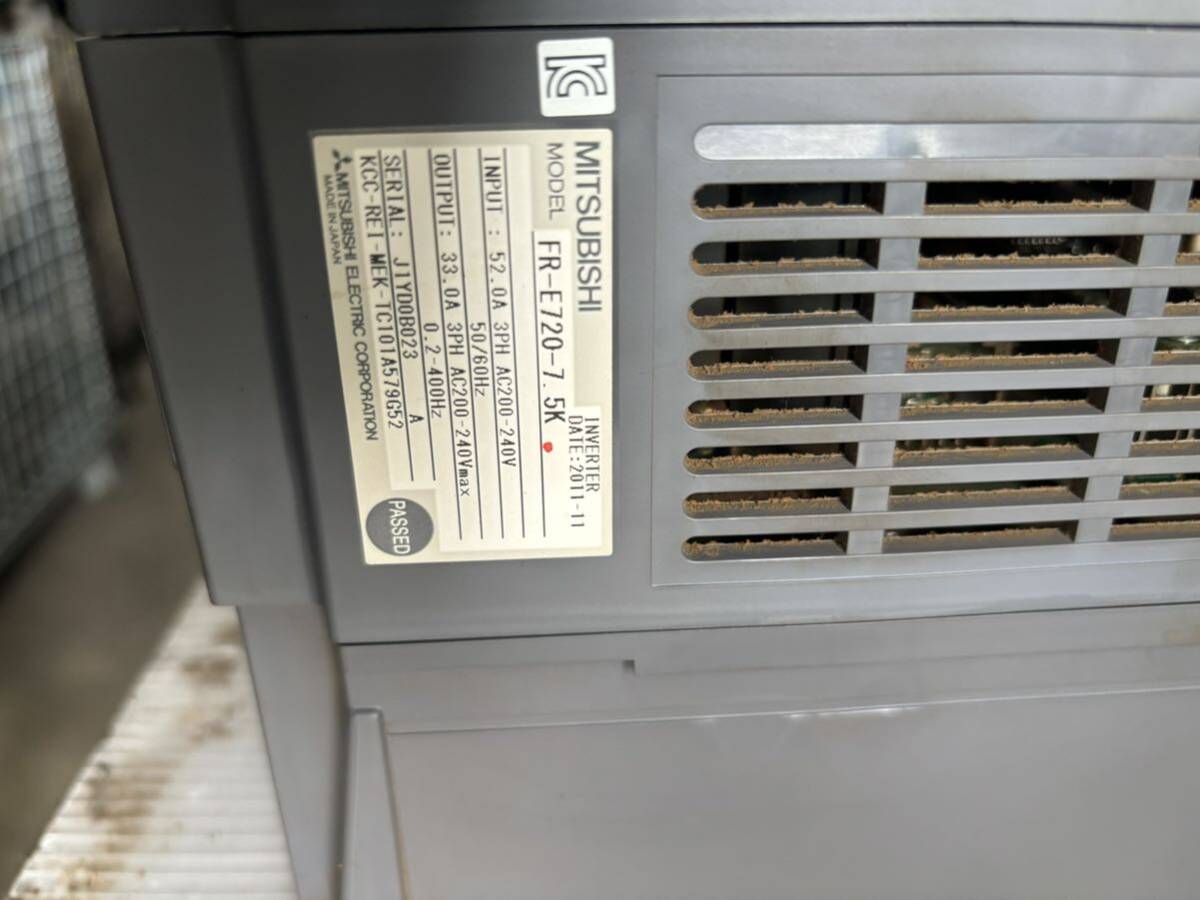 MITSUBISHI
INVERTER
MODEL FR-E720-7.5K
DATE:2011-11
INPUT : 52.0A 3PH AC200-240V
50/60Hz
OUTPUT: 33.0A 3PH AC200-240Vmax
0.2-400Hz
SERIAL: J1YD0B023 A
KCC-REI-MEK-TC101A579G52
PASSED
MITSUBISHI ELECTRIC CORPORATION
MADE IN JAPAN